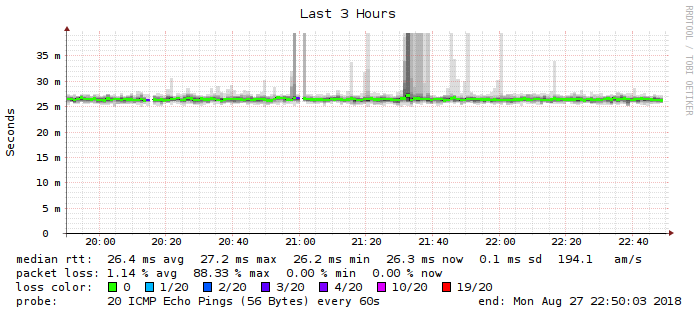 Last 3 Hours
RRDTOOL / TOBI OETIKER
Seconds
35 m
30 m
25 m
20 m
15 m
10 m
5 m
0
20:00 20:20 20:40 21:00 21:20 21:40 22:00 22:20 22:40
median rtt: 26.4 ms avg 27.2 ms max 26.2 ms min 26.3 ms now 0.1 ms sd 194.1 am/s
packet loss: 1.14 % avg 88.33 % max 0.00 % min 0.00 % now
loss color: 0 1/20 2/20 3/20 4/20 10/20 19/20
probe: 20 ICMP Echo Pings (56 Bytes) every 60s end: Mon Aug 27 22:50:03 2018